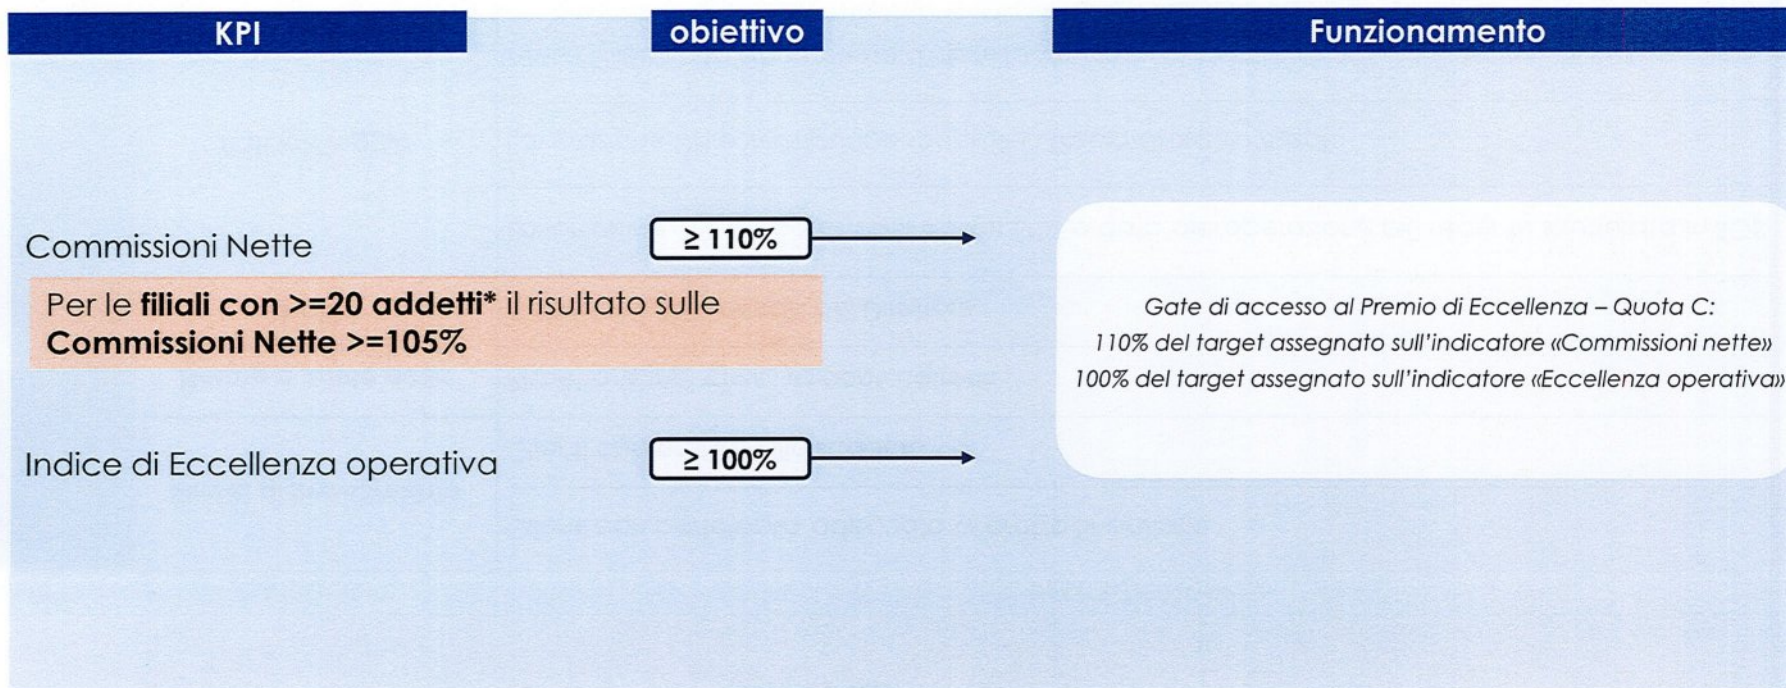 KPI
obiettivo
Funzionamento
Commissioni Nette
≥ 110%
Per le filiali con >=20 addetti* il risultato sulle
Commissioni Nette >=105%
Gate di accesso al Premio di Eccellenza – Quota C:
110% del target assegnato sull'indicatore «Commissioni nette»
100% del target assegnato sull'indicatore «Eccellenza operativa»
Indice di Eccellenza operativa
≥ 100%